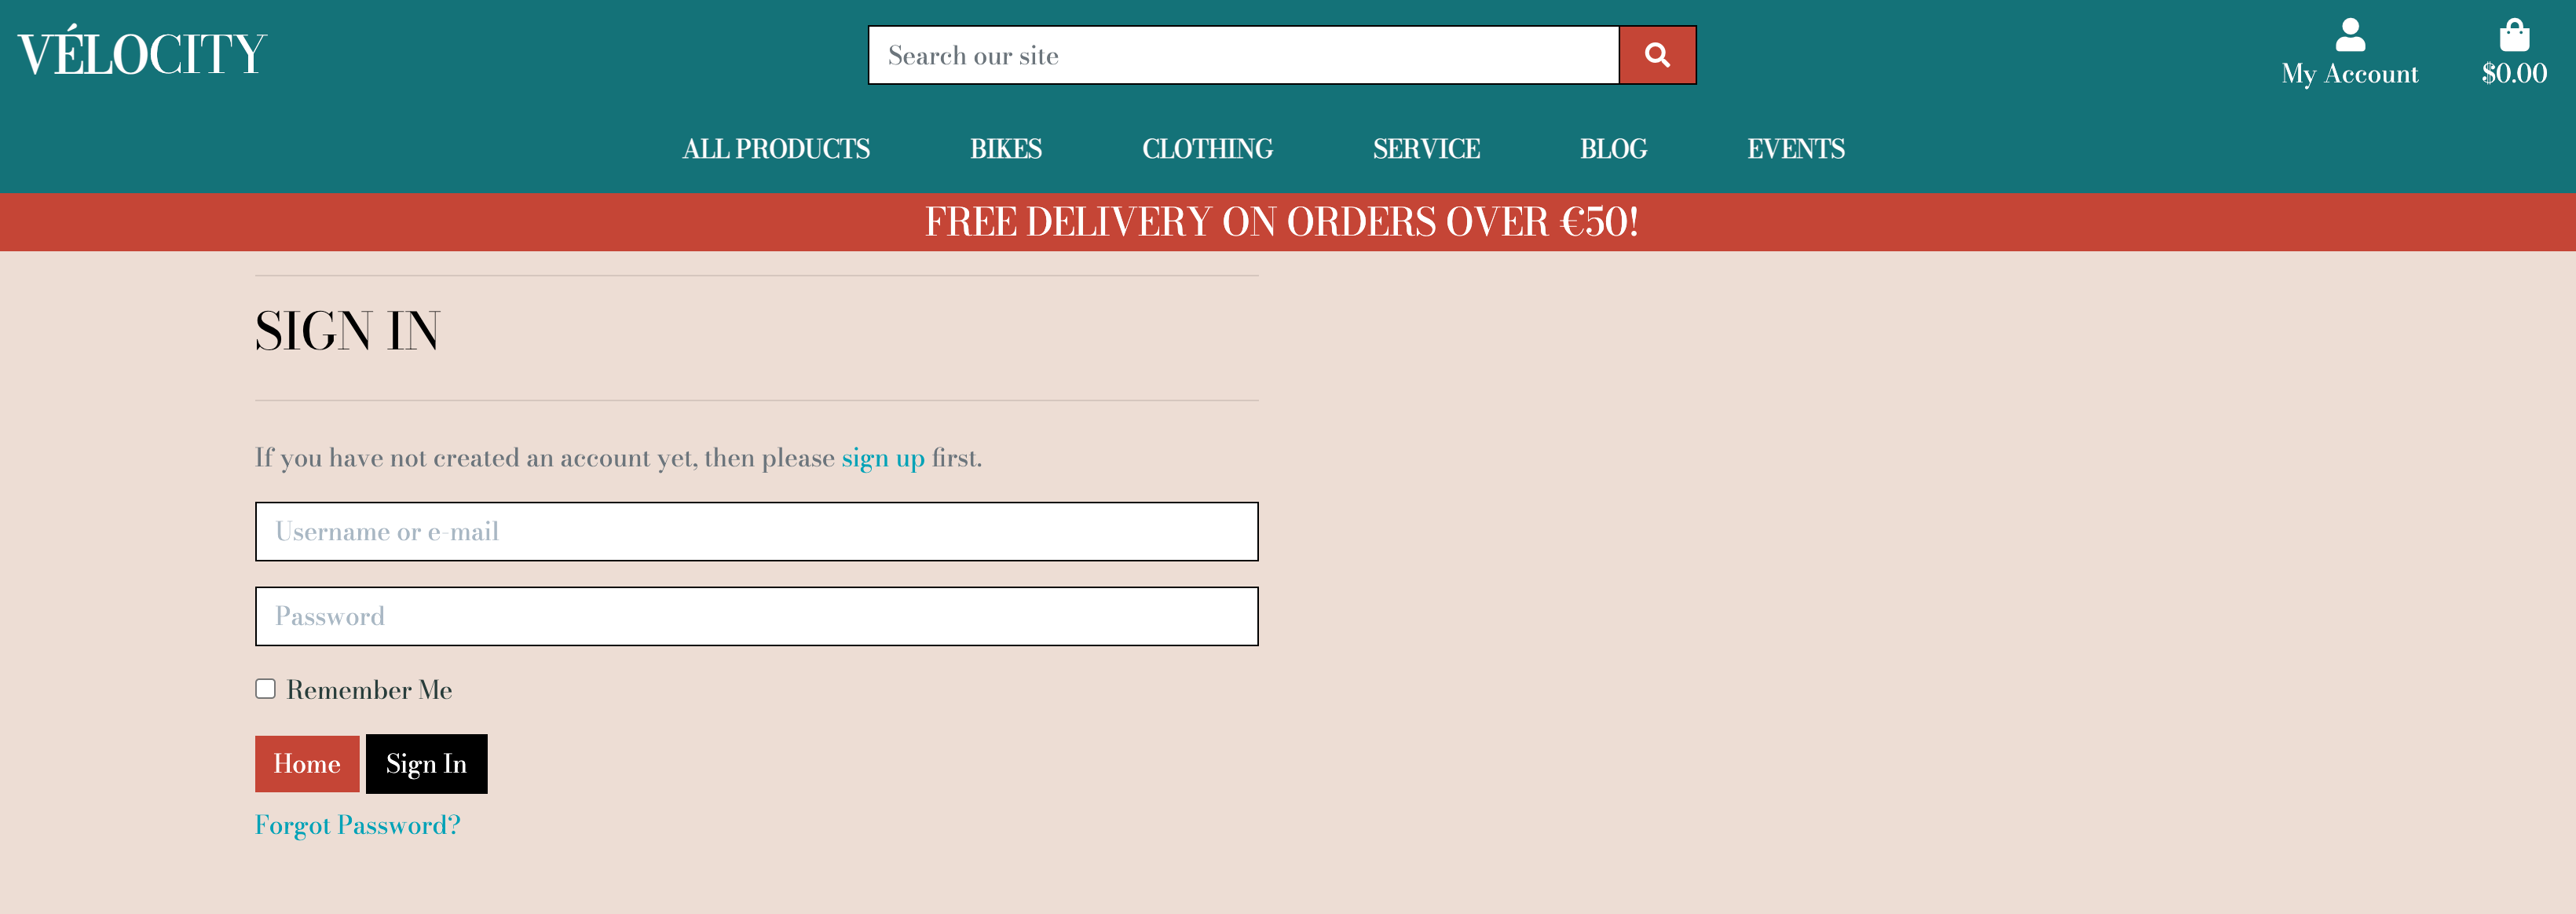 VÉLOCITY
Search our site
My Account
$0.00
ALL PRODUCTS
BIKES
CLOTHING
SERVICE
BLOG
EVENTS
FREE DELIVERY ON ORDERS OVER €50!
SIGN IN
If you have not created an account yet, then please sign up first.
Username or e-mail
Password
Remember Me
Home
Sign In
Forgot Password?